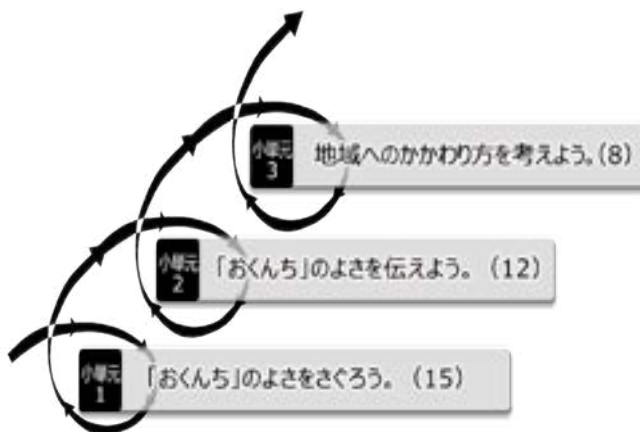 小単元
3
地域へのかかわり方を考えよう。(8)
小単元
2
「おくんち」のよさを伝えよう。(12)
小単元
1
「おくんち」のよさをさぐろう。(15)